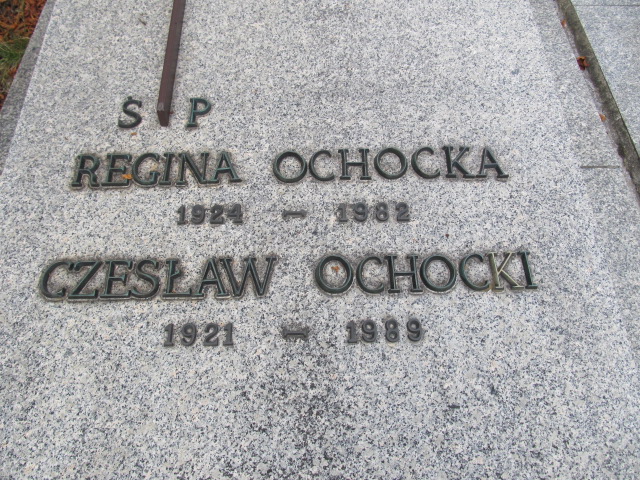 Ś P
REGINA OCHOCKA
1924 - 1982
CZESŁAW OCHOCKI
1921 - 1989